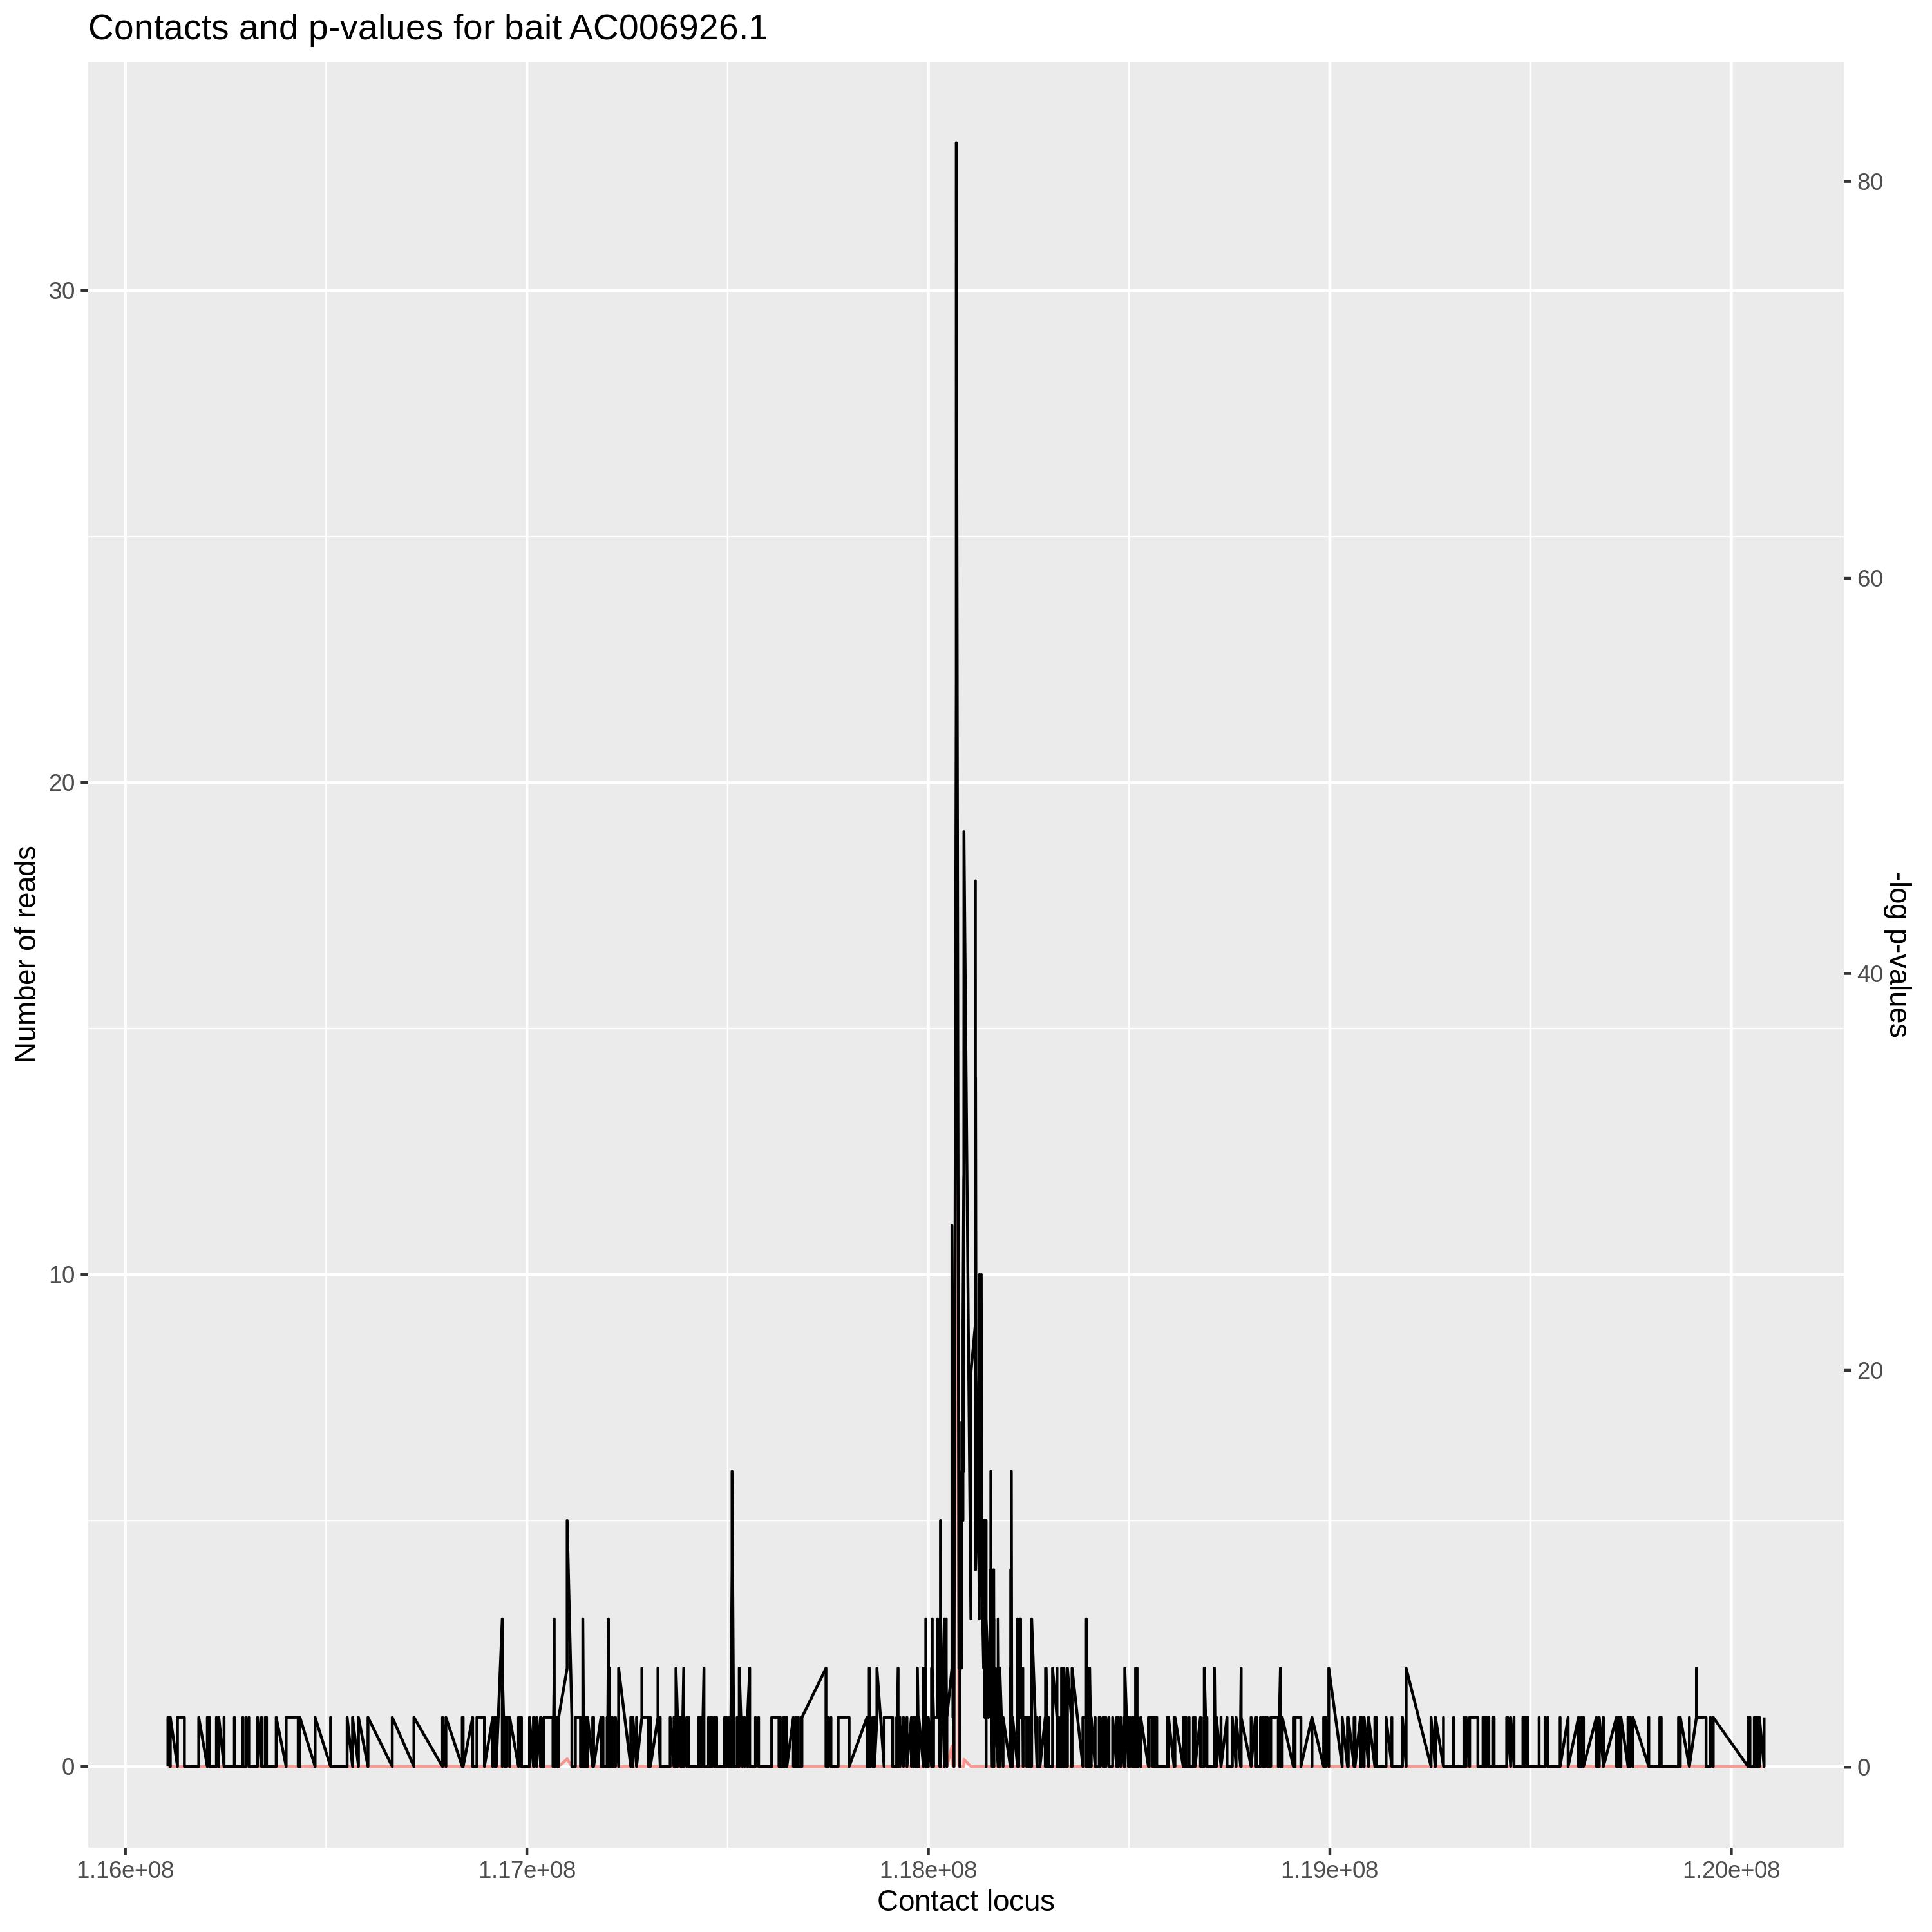 Contacts and p-values for bait AC006926.1
Number of reads
30
20
10
0
80
60
40
20
0
-log p-values
1.16e+08
1.17e+08
1.18e+08
1.19e+08
1.20e+08
Contact locus